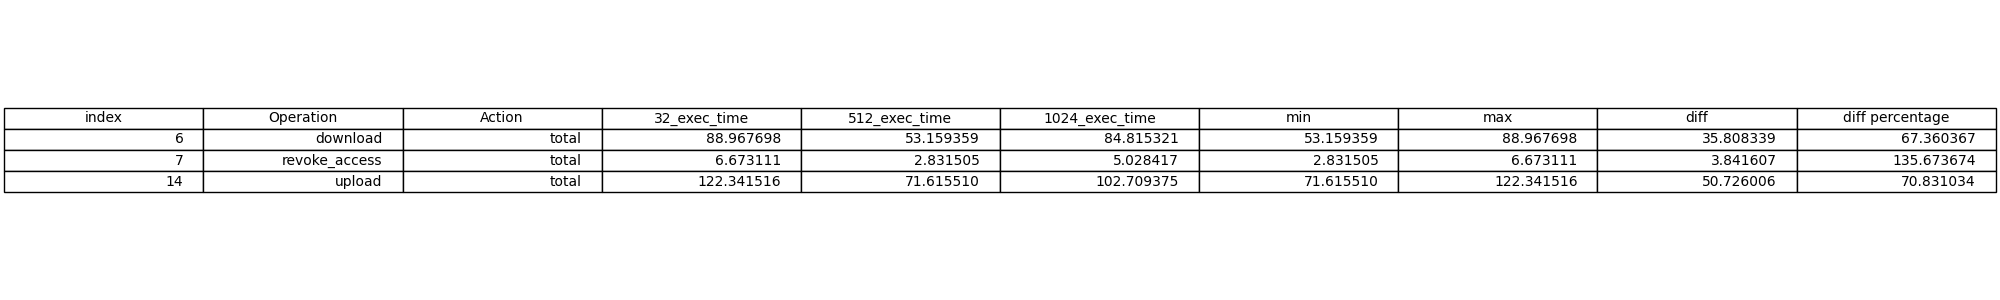 index Operation Action 32_exec_time 512_exec_time 1024_exec_time min max diff diff percentage
6 download total 88.967698 53.159359 84.815321 53.159359 88.967698 35.808339 67.360367
7 revoke_access total 6.673111 2.831505 5.028417 2.831505 6.673111 3.841607 135.673674
14 upload total 122.341516 71.615510 102.709375 71.615510 122.341516 50.726006 70.831034